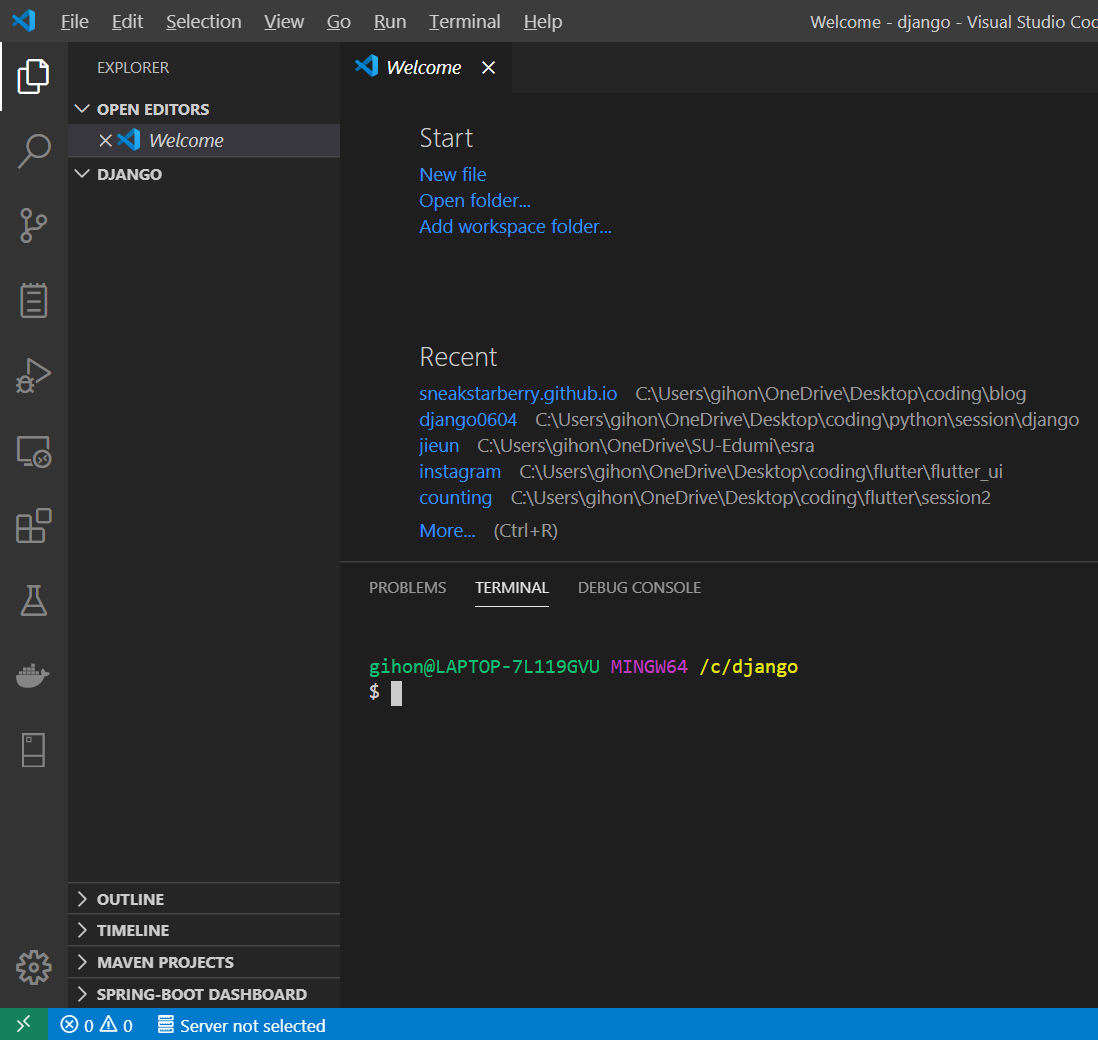 File Edit Selection View Go Run Terminal Help Welcome - django - Visual Studio Coc
EXPLORER
OPEN EDITORS
Welcome
DJANGO
OUTLINE
TIMELINE
MAVEN PROJECTS
SPRING-BOOT DASHBOARD
Welcome
Start
New file
Open folder...
Add workspace folder...
Recent
sneakstarberry.github.io C:\Users\gihon\OneDrive\Desktop\coding\blog
django0604 C:\Users\gihon\OneDrive\Desktop\coding\python\session\django
jieun C:\Users\gihon\OneDrive\SU-Edumi\esra
instagram C:\Users\gihon\OneDrive\Desktop\coding\flutter\flutter_ui
counting C:\Users\gihon\OneDrive\Desktop\coding\flutter\session2
More... (Ctrl+R)
PROBLEMS TERMINAL DEBUG CONSOLE
gihon@LAPTOP-7L119GVU MINGW64 /c/django
$
0 0 Server not selected